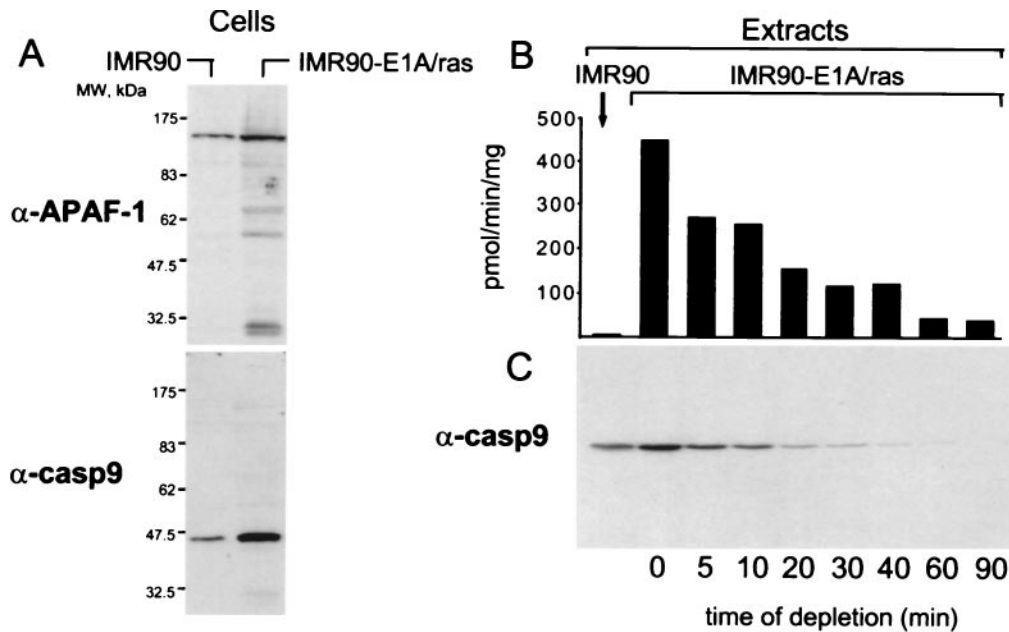 Cells
A
IMR90
IMR90-E1A/ras
MW, kDa
175
83
α-APAF-1
62
47.5
32.5
175
83
α-casp9
62
47.5
32.5
Extracts
B
IMR90
IMR90-E1A/ras
500
400
300
200
100
pmol/min/mg
C
α-casp9
0 5 10 20 30 40 60 90
time of depletion (min)